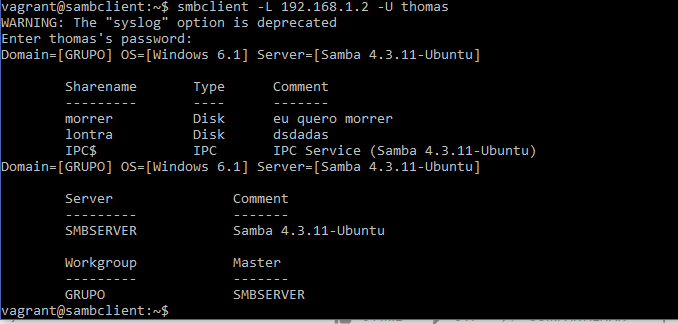 vagrant@sambclient:~$ smbclient -L 192.168.1.2 -U thomas
WARNING: The "syslog" option is deprecated
Enter thomas's password:
Domain=[GRUPO] OS=[Windows 6.1] Server=[Samba 4.3.11-Ubuntu]
Sharename Type Comment
--------- ---- -------
morrer Disk eu quero morrer
lontra Disk dsdadas
IPC$ IPC IPC Service (Samba 4.3.11-Ubuntu)
Domain=[GRUPO] OS=[Windows 6.1] Server=[Samba 4.3.11-Ubuntu]
Server Comment
--------- -------
SMBSERVER Samba 4.3.11-Ubuntu
Workgroup Master
--------- -------
GRUPO SMBSERVER
vagrant@sambclient:~$